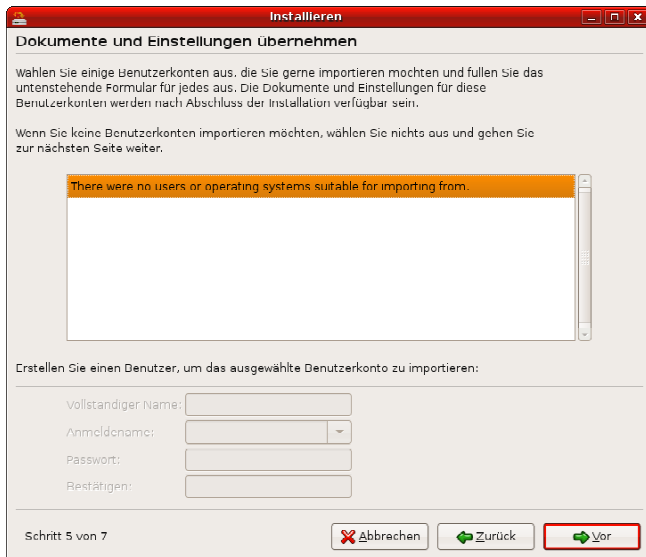 Installieren
Dokumente und Einstellungen übernehmen
Wählen Sie einige Benutzerkonten aus, die Sie gerne importieren möchten und füllen Sie das
untenstehende Formular für jedes aus. Die Dokumente und Einstellungen für diese
Benutzerkonten werden nach Abschluss der Installation verfügbar sein.
Wenn Sie keine Benutzerkonten importieren möchten, wählen Sie nichts aus und gehen Sie
zur nächsten Seite weiter.
There were no users or operating systems suitable for importing from.
Erstellen Sie einen Benutzer, um das ausgewählte Benutzerkonto zu importieren:
Vollständiger Name:
Anmeldename:
Passwort:
Bestätigen:
Schritt 5 von 7
Abbrechen
Zurück
Vor